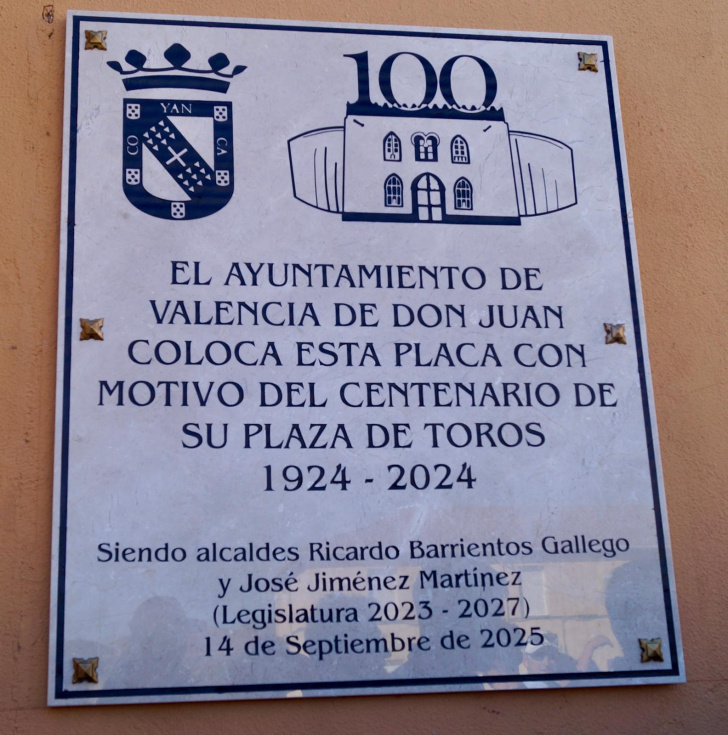 YAN
CO CA
100
EL AYUNTAMIENTO DE
VALENCIA DE DON JUAN
COLOCA ESTA PLACA CON
MOTIVO DEL CENTENARIO DE
SU PLAZA DE TOROS
1924 - 2024
Siendo alcaldes Ricardo Barrientos Gallego
y José Jiménez Martínez
(Legislatura 2023 - 2027)
14 de Septiembre de 2025